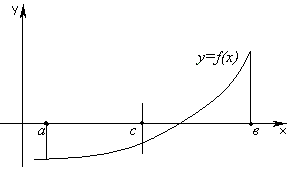 y
y=f(x)
a c в x